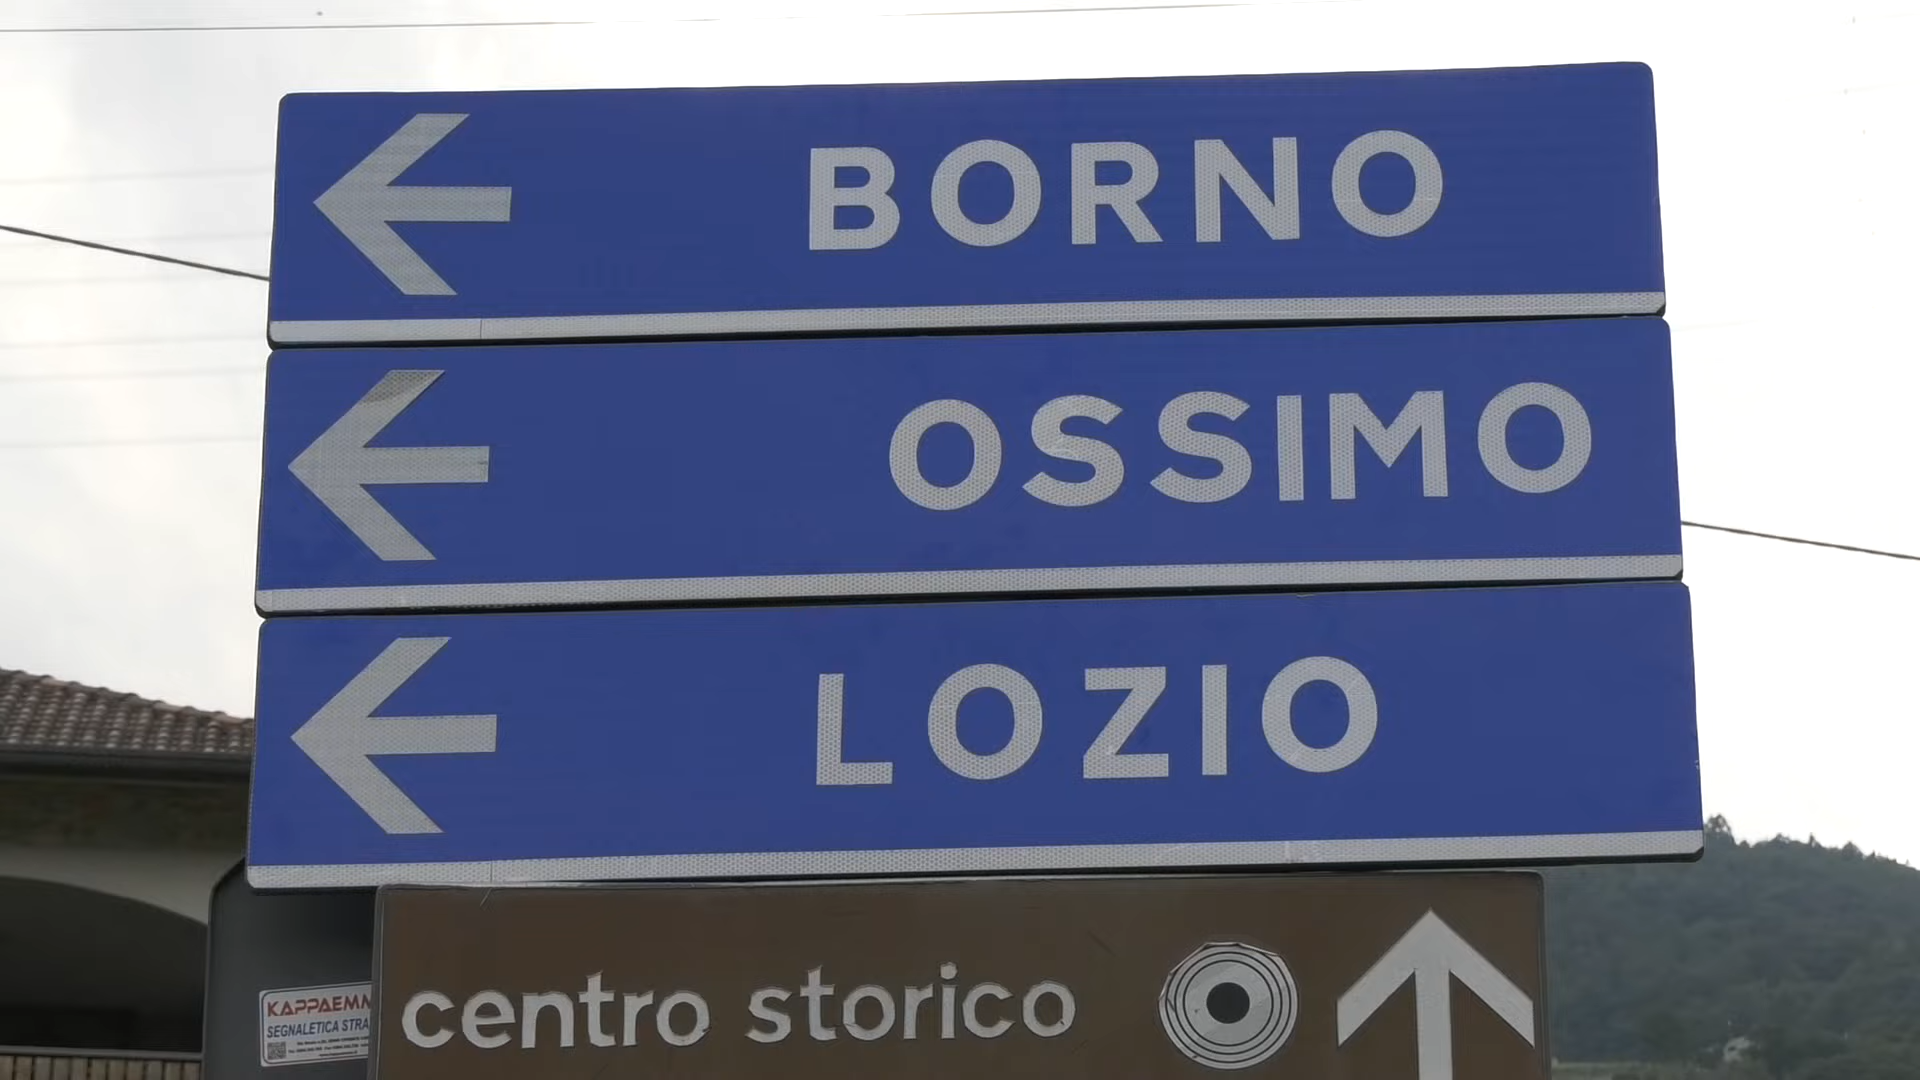 BORNO
OSSIMO
LOZIO
centro storico
KAPPAEMM
SEGNALETICA STRA